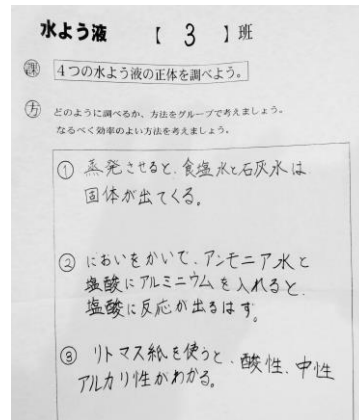 水よう液 【 3 】班
課 4つの水よう液の正体を調べよう。
方 どのように調べるか、方法をグループで考えましょう。
なるべく効率のよい方法を考えましょう。
① 蒸発させると、食塩水と石灰水は
固体が出てくる。
② においをかいで、アンモニア水と
塩酸にアルミニウムを入れると、
塩酸に反応が出るはず。
③ リトマス紙を使うと、酸性、中性
アルカリ性がわかる。